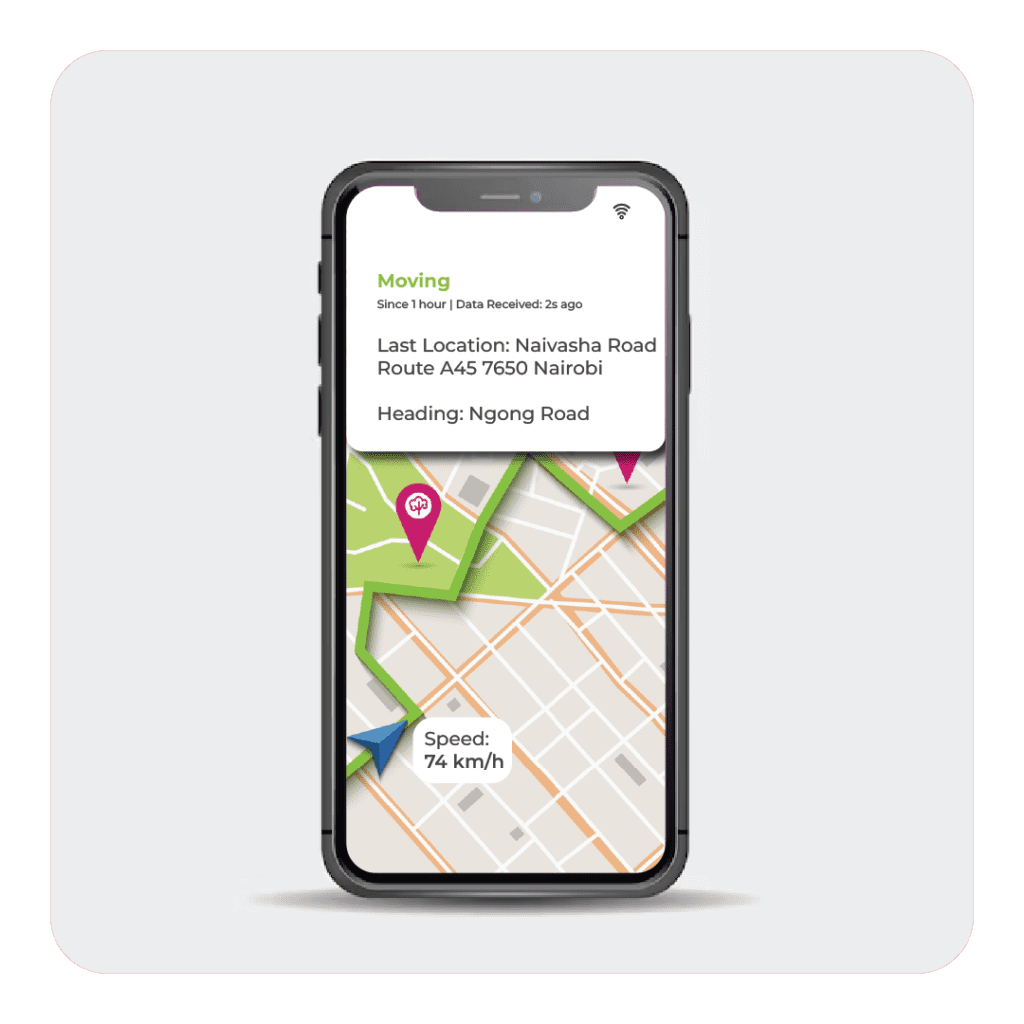 Moving
Since 1 hour | Data Received: 2s ago
Last Location: Naivasha Road
Route A45 7650 Nairobi
Heading: Ngong Road
Speed:
74 km/h